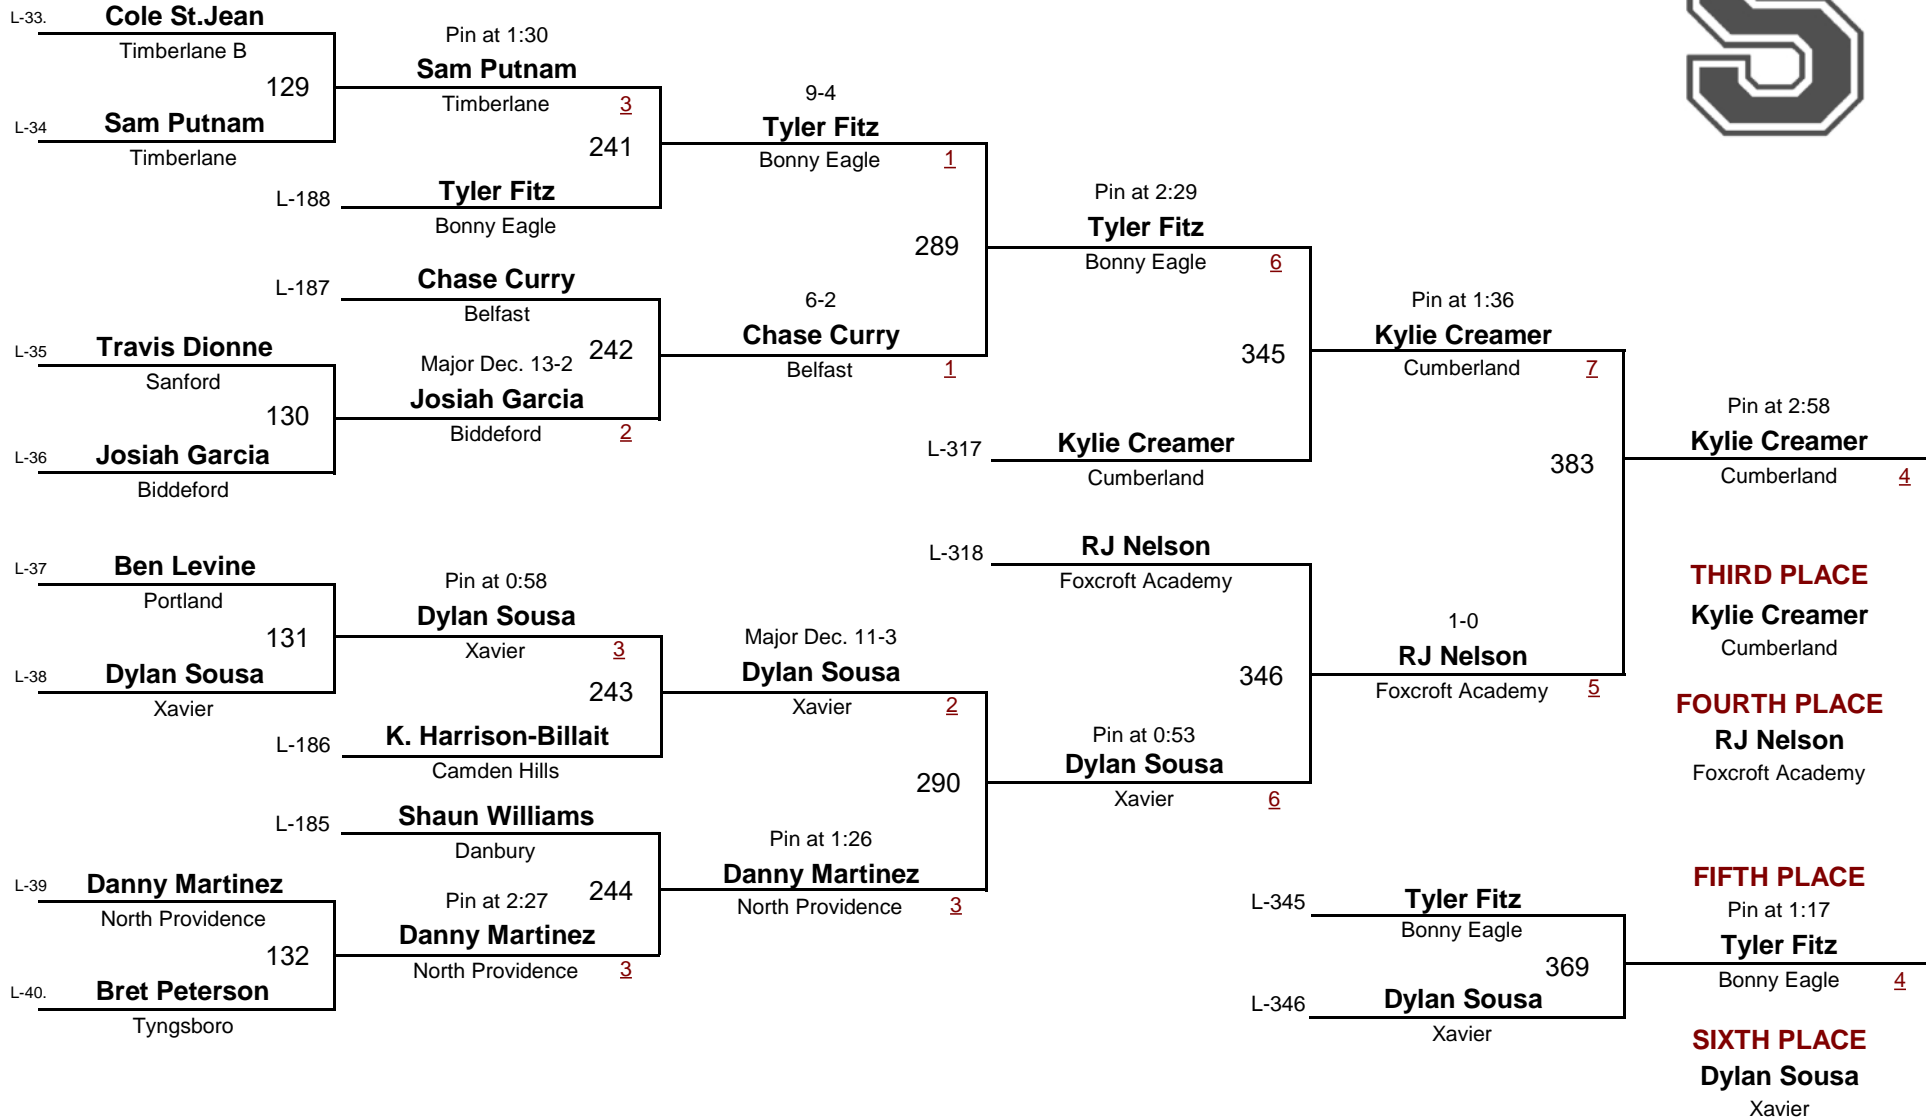 L-33.
Cole St.Jean
Timberlane B
129
L-34
Sam Putnam
Timberlane
Pin at 1:30
Sam Putnam
Timberlane 3
241
L-188
Tyler Fitz
Bonny Eagle
L-187
Chase Curry
Belfast
L-35
Travis Dionne
Sanford
130
L-36
Josiah Garcia
Biddeford
Major Dec. 13-2
242
Josiah Garcia
Biddeford 2
9-4
Tyler Fitz
Bonny Eagle 1
289
6-2
Chase Curry
Belfast 1
Pin at 2:29
Tyler Fitz
Bonny Eagle 6
345
L-317
Kylie Creamer
Cumberland
Pin at 1:36
Kylie Creamer
Cumberland 7
383
Pin at 2:58
Kylie Creamer
Cumberland 4
L-37
Ben Levine
Portland
131
L-38
Dylan Sousa
Xavier
Pin at 0:58
Dylan Sousa
Xavier 3
243
L-186
K. Harrison-Billait
Camden Hills
L-185
Shaun Williams
Danbury
L-39
Danny Martinez
North Providence
132
L-40.
Bret Peterson
Tyngsboro
Pin at 2:27
244
Danny Martinez
North Providence 3
Major Dec. 11-3
Dylan Sousa
Xavier 2
290
Pin at 1:26
Danny Martinez
North Providence 3
L-318
RJ Nelson
Foxcroft Academy
346
Pin at 0:53
Dylan Sousa
Xavier 6
1-0
RJ Nelson
Foxcroft Academy 5
THIRD PLACE
Kylie Creamer
Cumberland
FOURTH PLACE
RJ Nelson
Foxcroft Academy
L-345
Tyler Fitz
Bonny Eagle
369
L-346
Dylan Sousa
Xavier
FIFTH PLACE
Pin at 1:17
Tyler Fitz
Bonny Eagle 4
SIXTH PLACE
Dylan Sousa
Xavier
S